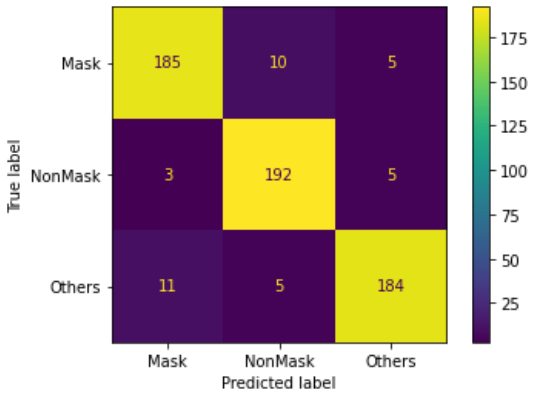 Mask 185 10 5
NonMask 3 192 5
Others 11 5 184
Mask NonMask Others
Predicted label
True label
175
150
125
100
75
50
25